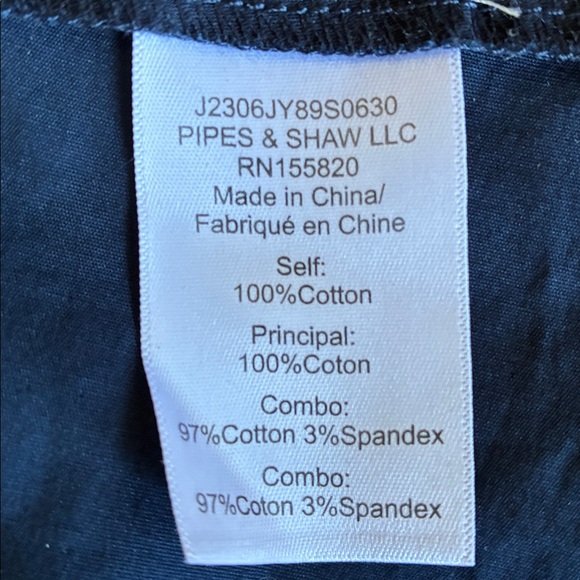 J2306JY89S0630
PIPES & SHAW LLC
RN155820
Made in China/
Fabriqué en Chine
Self:
100%Cotton
Principal:
100%Coton
Combo:
97%Cotton 3%Spandex
Combo:
97%Coton 3%Spandex